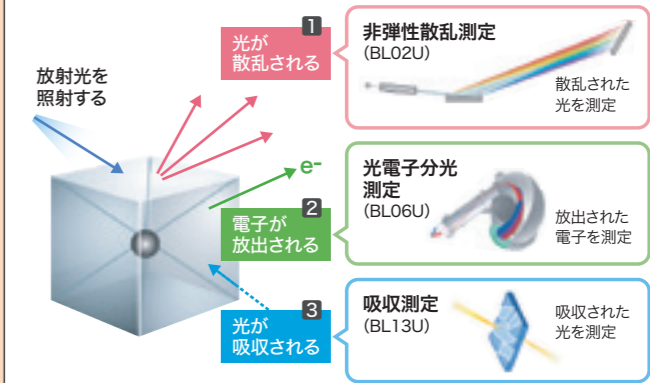 放射光を
照射する
1
光が
散乱される
非弾性散乱測定
(BL02U)
散乱された
光を測定
e-
2
電子が
放出される
光電子分光
測定
(BL06U)
放出された
電子を測定
3
光が
吸収される
吸収測定
(BL13U)
吸収された
光を測定